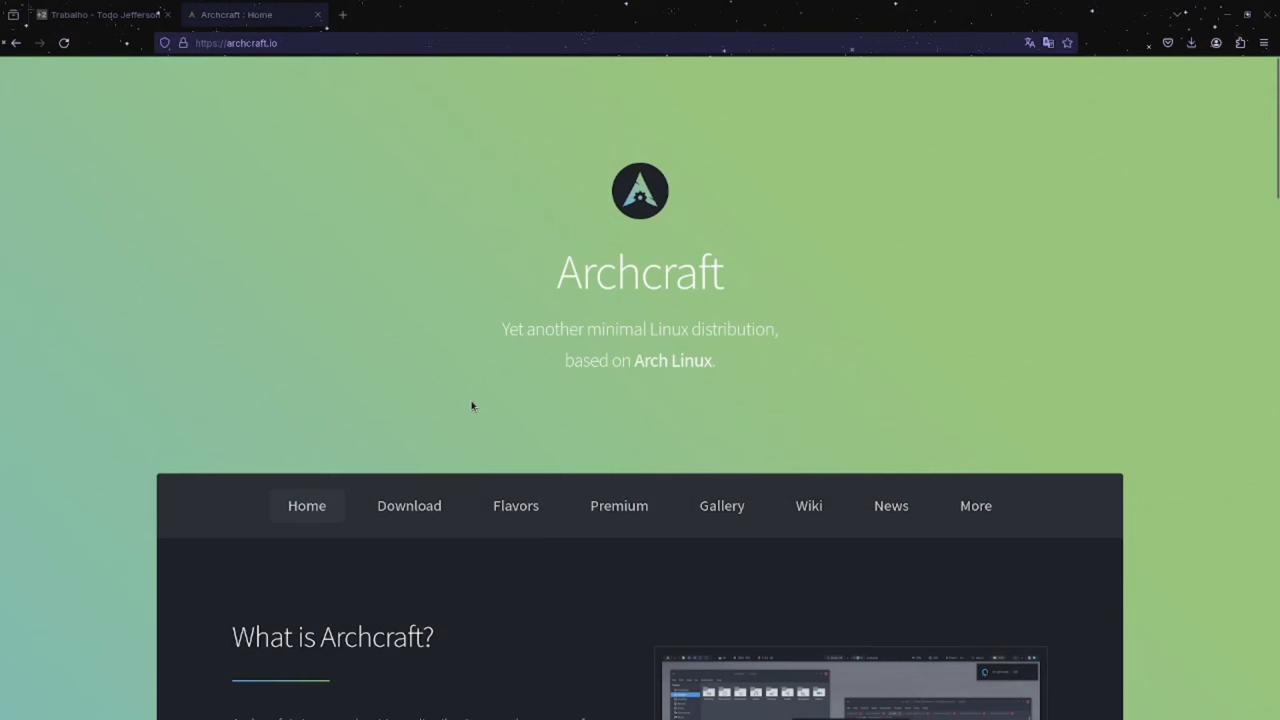 Trabalho - Todo Jefferson
Archcraft : Home
https://archcraft.io
Archcraft
Yet another minimal Linux distribution,
based on Arch Linux.
Home Download Flavors Premium Gallery Wiki News More
What is Archcraft?